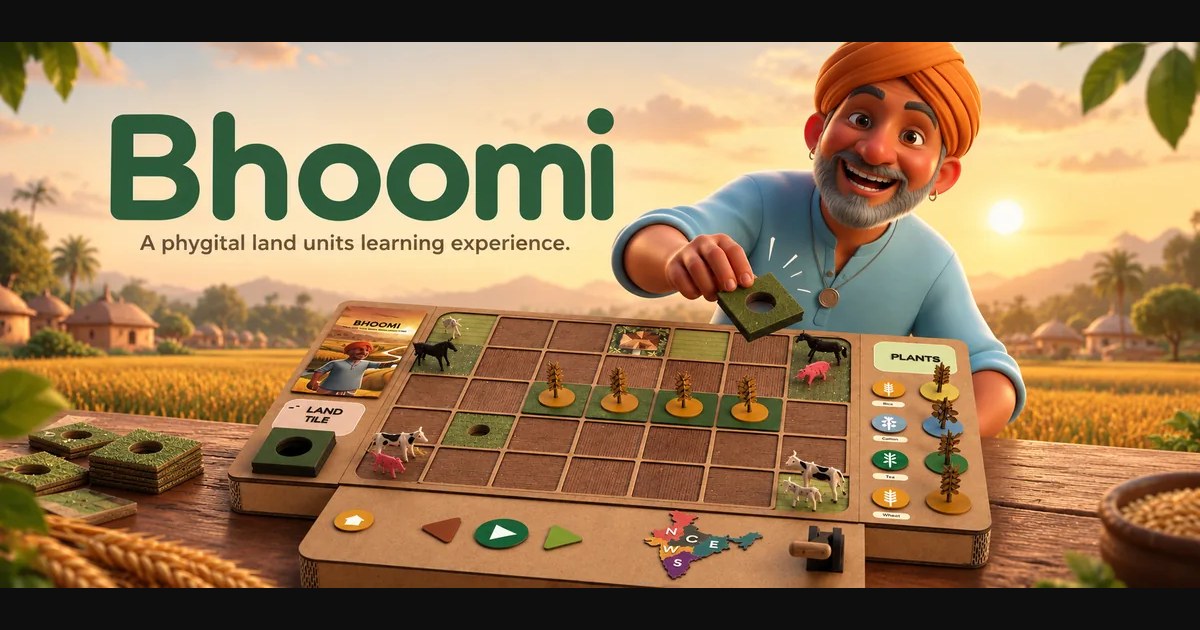 Bhoomi
A phygital land units learning experience.
BHOOMI
LAND
TILE
PLANTS
Rice
Cotton
Tea
Wheat
N
C
E
W
S